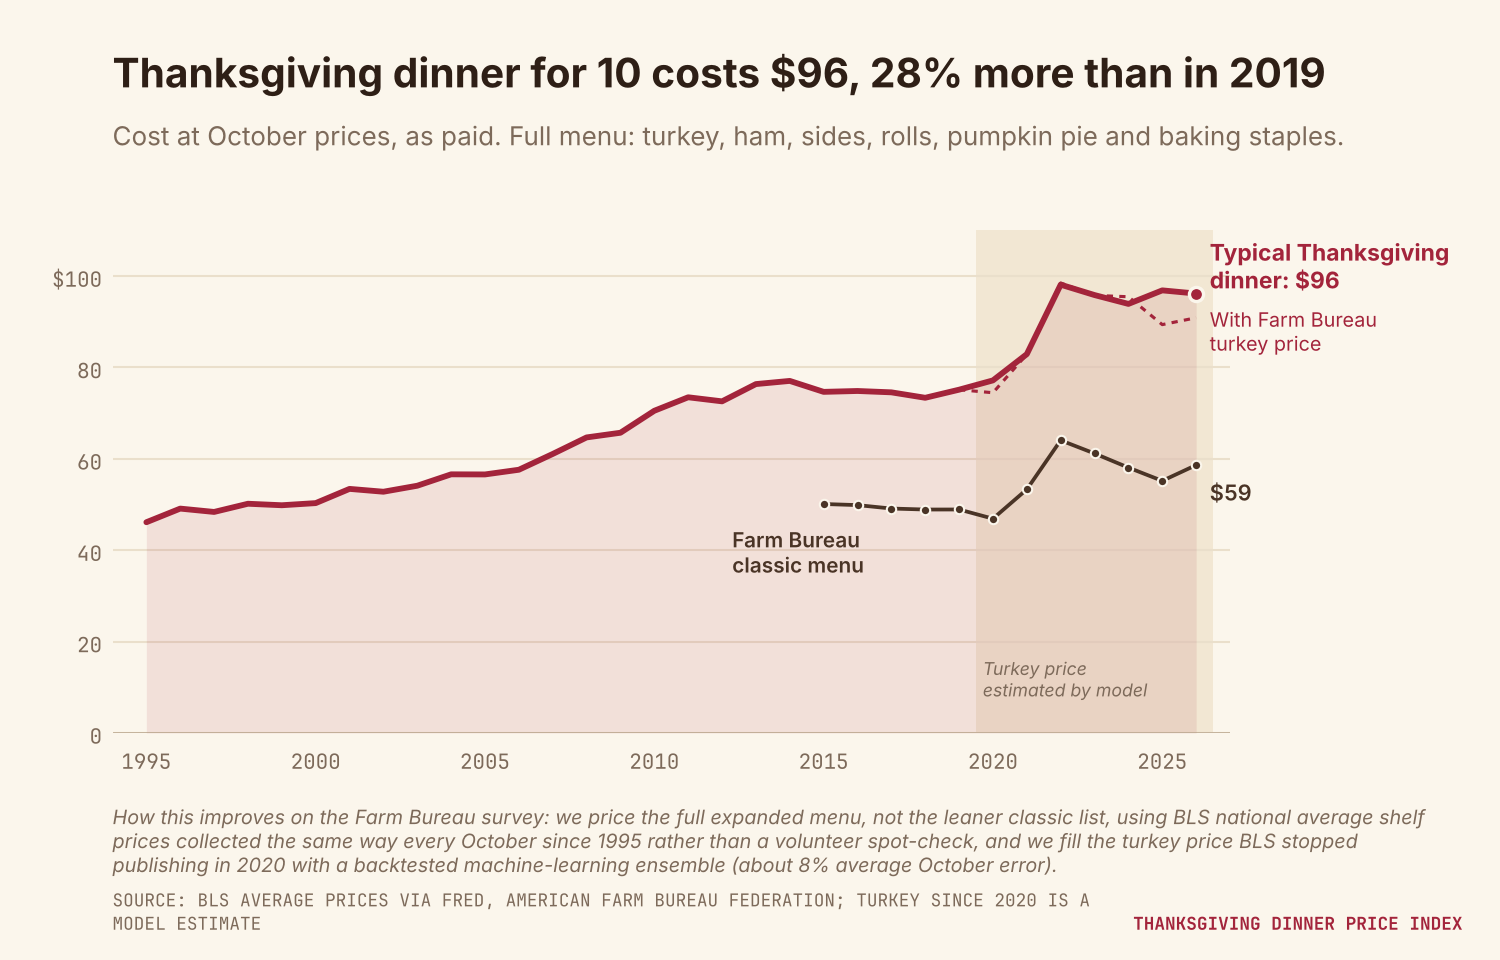 Thanksgiving dinner for 10 costs $96, 28% more than in 2019
Cost at October prices, as paid. Full menu: turkey, ham, sides, rolls, pumpkin pie and baking staples.
Typical Thanksgiving
dinner: $96
With Farm Bureau
turkey price
$100
80
60
40
20
0
$59
Farm Bureau
classic menu
Turkey price
estimated by model
1995
2000
2005
2010
2015
2020
2025
How this improves on the Farm Bureau survey: we price the full expanded menu, not the leaner classic list, using BLS national average shelf
prices collected the same way every October since 1995 rather than a volunteer spot-check, and we fill the turkey price BLS stopped
publishing in 2020 with a backtested machine-learning ensemble (about 8% average October error).
SOURCE: BLS AVERAGE PRICES VIA FRED, AMERICAN FARM BUREAU FEDERATION; TURKEY SINCE 2020 IS A
MODEL ESTIMATE
THANKSGIVING DINNER PRICE INDEX